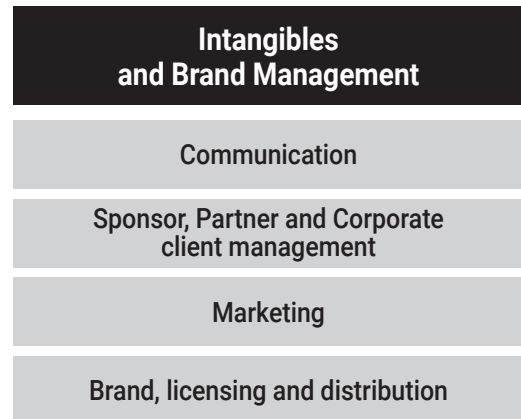 Intangibles
and Brand Management
Communication
Sponsor, Partner and Corporate
client management
Marketing
Brand, licensing and distribution